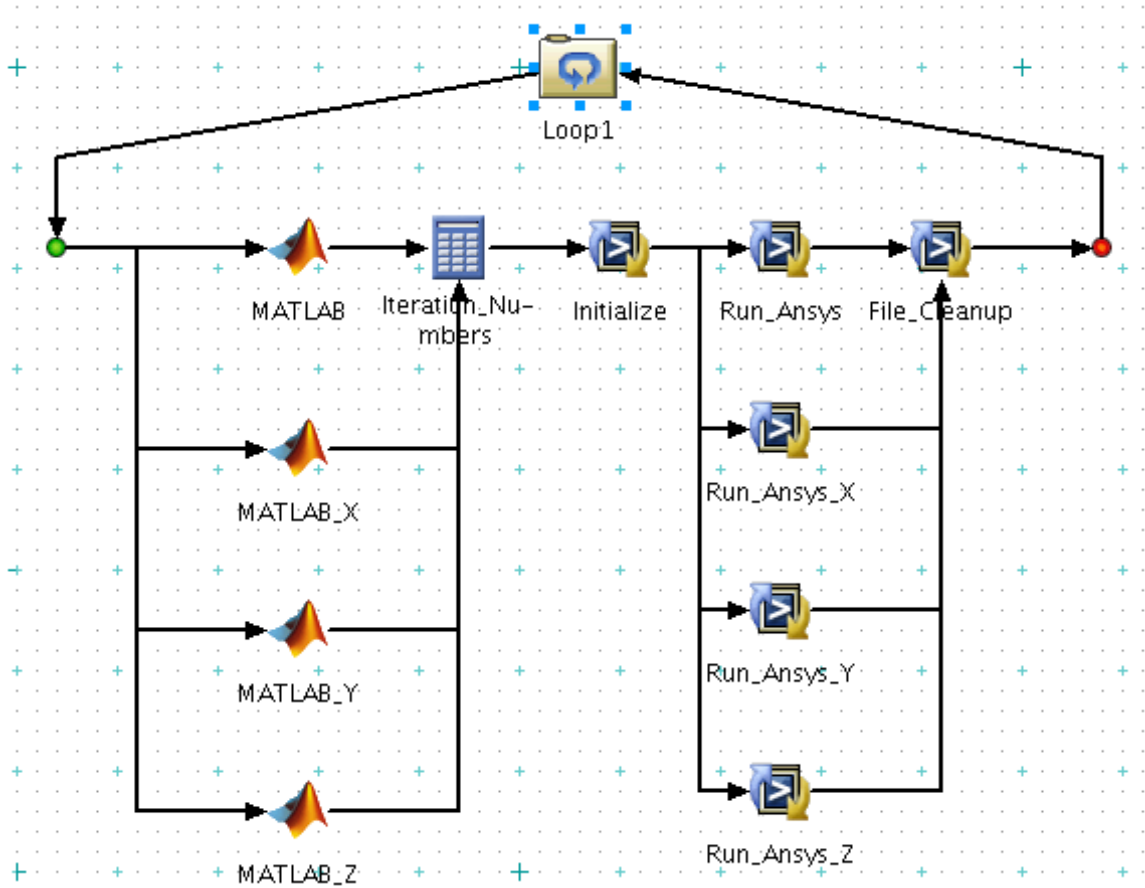 Loop1
MATLAB
Iteration_Nu-
mbers
Initialize
Run_Ansys
File_Cleanup
MATLAB_X
Run_Ansys_X
MATLAB_Y
Run_Ansys_Y
MATLAB_Z
Run_Ansys_Z